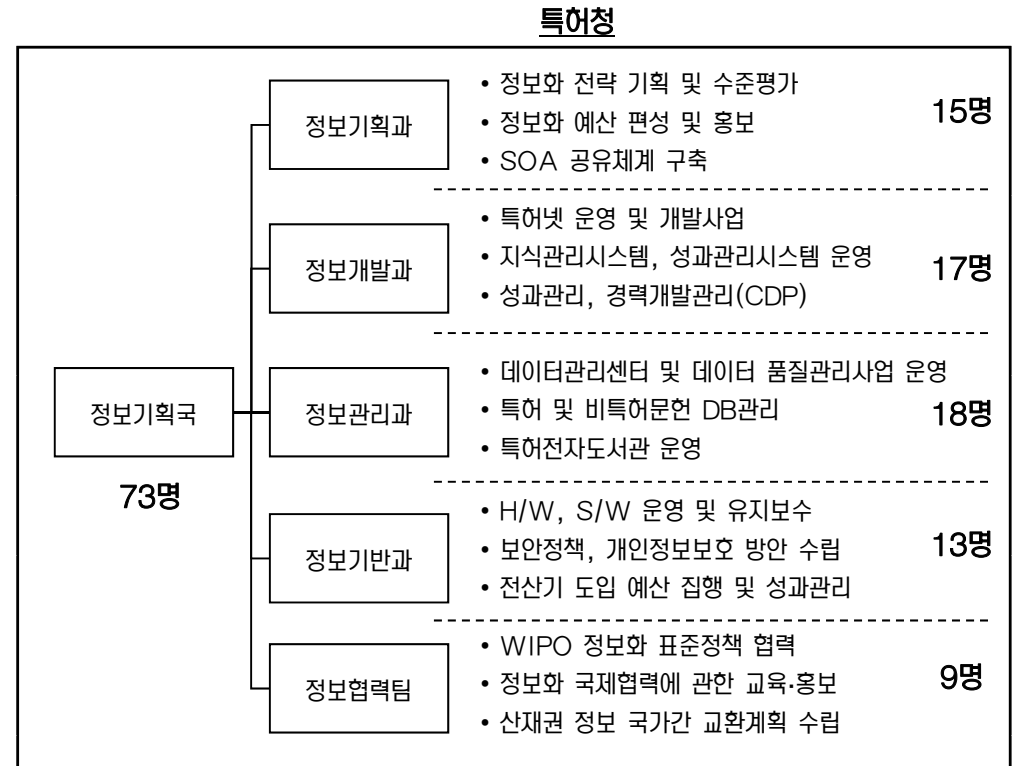 특허청
정보기획국
73명
정보기획과
• 정보화 전략 기획 및 수준평가
• 정보화 예산 편성 및 홍보
• SOA 공유체계 구축
15명
정보개발과
• 특허넷 운영 및 개발사업
• 지식관리시스템, 성과관리시스템 운영
• 성과관리, 경력개발관리(CDP)
17명
정보관리과
• 데이터관리센터 및 데이터 품질관리사업 운영
• 특허 및 비특허문헌 DB관리
• 특허전자도서관 운영
18명
정보기반과
• H/W, S/W 운영 및 유지보수
• 보안정책, 개인정보보호 방안 수립
• 전산기 도입 예산 집행 및 성과관리
13명
정보협력팀
• WIPO 정보화 표준정책 협력
• 정보화 국제협력에 관한 교육·홍보
• 산재권 정보 국가간 교환계획 수립
9명